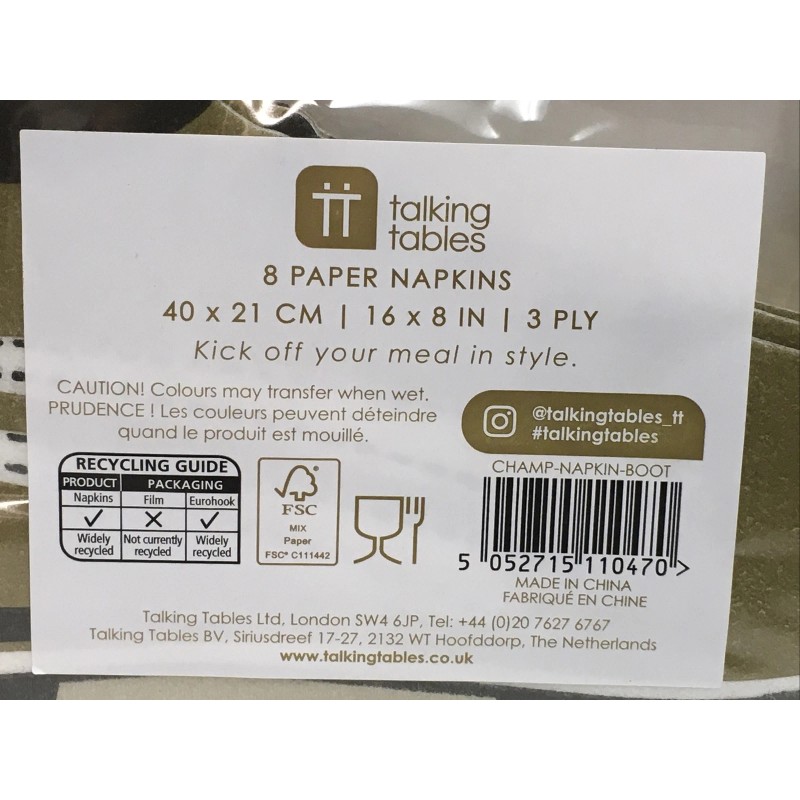 talking
tables
8 PAPER NAPKINS
40 x 21 CM | 16 x 8 IN | 3 PLY
Kick off your meal in style.
CAUTION! Colours may transfer when wet.
PRUDENCE ! Les couleurs peuvent déteindre
quand le produit est mouillé.
@talkingtables_tt
#talkingtables
RECYCLING GUIDE
PRODUCT PACKAGING
Napkins Film Eurohook
Widely recycled Not currently recycled Widely recycled
FSC
MIX
Paper
FSC® C111442
CHAMP-NAPKIN-BOOT
5 052715 110470 >
MADE IN CHINA
FABRIQUÉ EN CHINE
Talking Tables Ltd, London SW4 6JP, Tel: +44 (0)20 7627 6767
Talking Tables BV, Siriusdreef 17-27, 2132 WT Hoofddorp, The Netherlands
www.talkingtables.co.uk